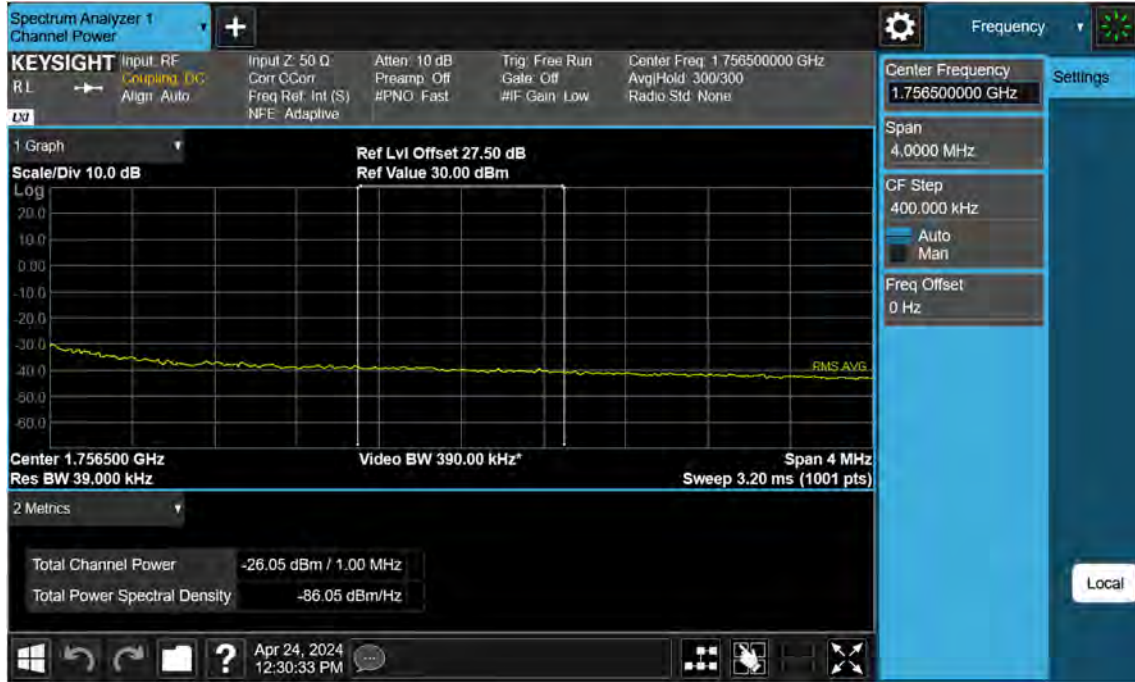 Spectrum Analyzer 1
Channel Power
+
Frequency
KEYSIGHT
RL
LXI
Input: RF
Coupling: DC
Align: Auto
Input Z: 50 Ω
Corr CCorr
Freq Ref: Int (S)
NFE: Adaptive
Atten: 10 dB
Preamp: Off
#PNO: Fast
Trig: Free Run
Gate: Off
#IF Gain: Low
Center Freq: 1.756500000 GHz
Avg|Hold: 300/300
Radio Std: None
Center Frequency
1.756500000 GHz
Settings
Span
4.0000 MHz
CF Step
400.000 kHz
Auto
Man
Freq Offset
0 Hz
1 Graph
Scale/Div 10.0 dB
Ref Lvl Offset 27.50 dB
Ref Value 30.00 dBm
Log
20.0
10.0
0.00
-10.0
-20.0
-30.0
-40.0
-50.0
-60.0
RMS AVG
Center 1.756500 GHz
Video BW 390.00 kHz*
Span 4 MHz
Res BW 39.000 kHz
Sweep 3.20 ms (1001 pts)
2 Metrics
Total Channel Power -26.05 dBm / 1.00 MHz
Total Power Spectral Density -86.05 dBm/Hz
Local
?
Apr 24, 2024
12:30:33 PM